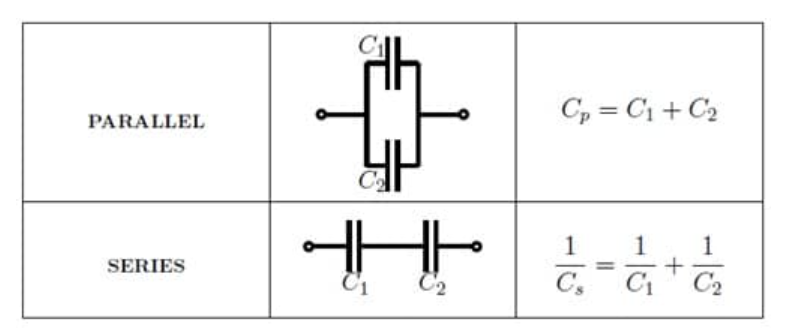 PARALLEL
C₁
C₂
Cₚ = C₁ + C₂
SERIES
C₁ C₂
1/Cₛ = 1/C₁ + 1/C₂